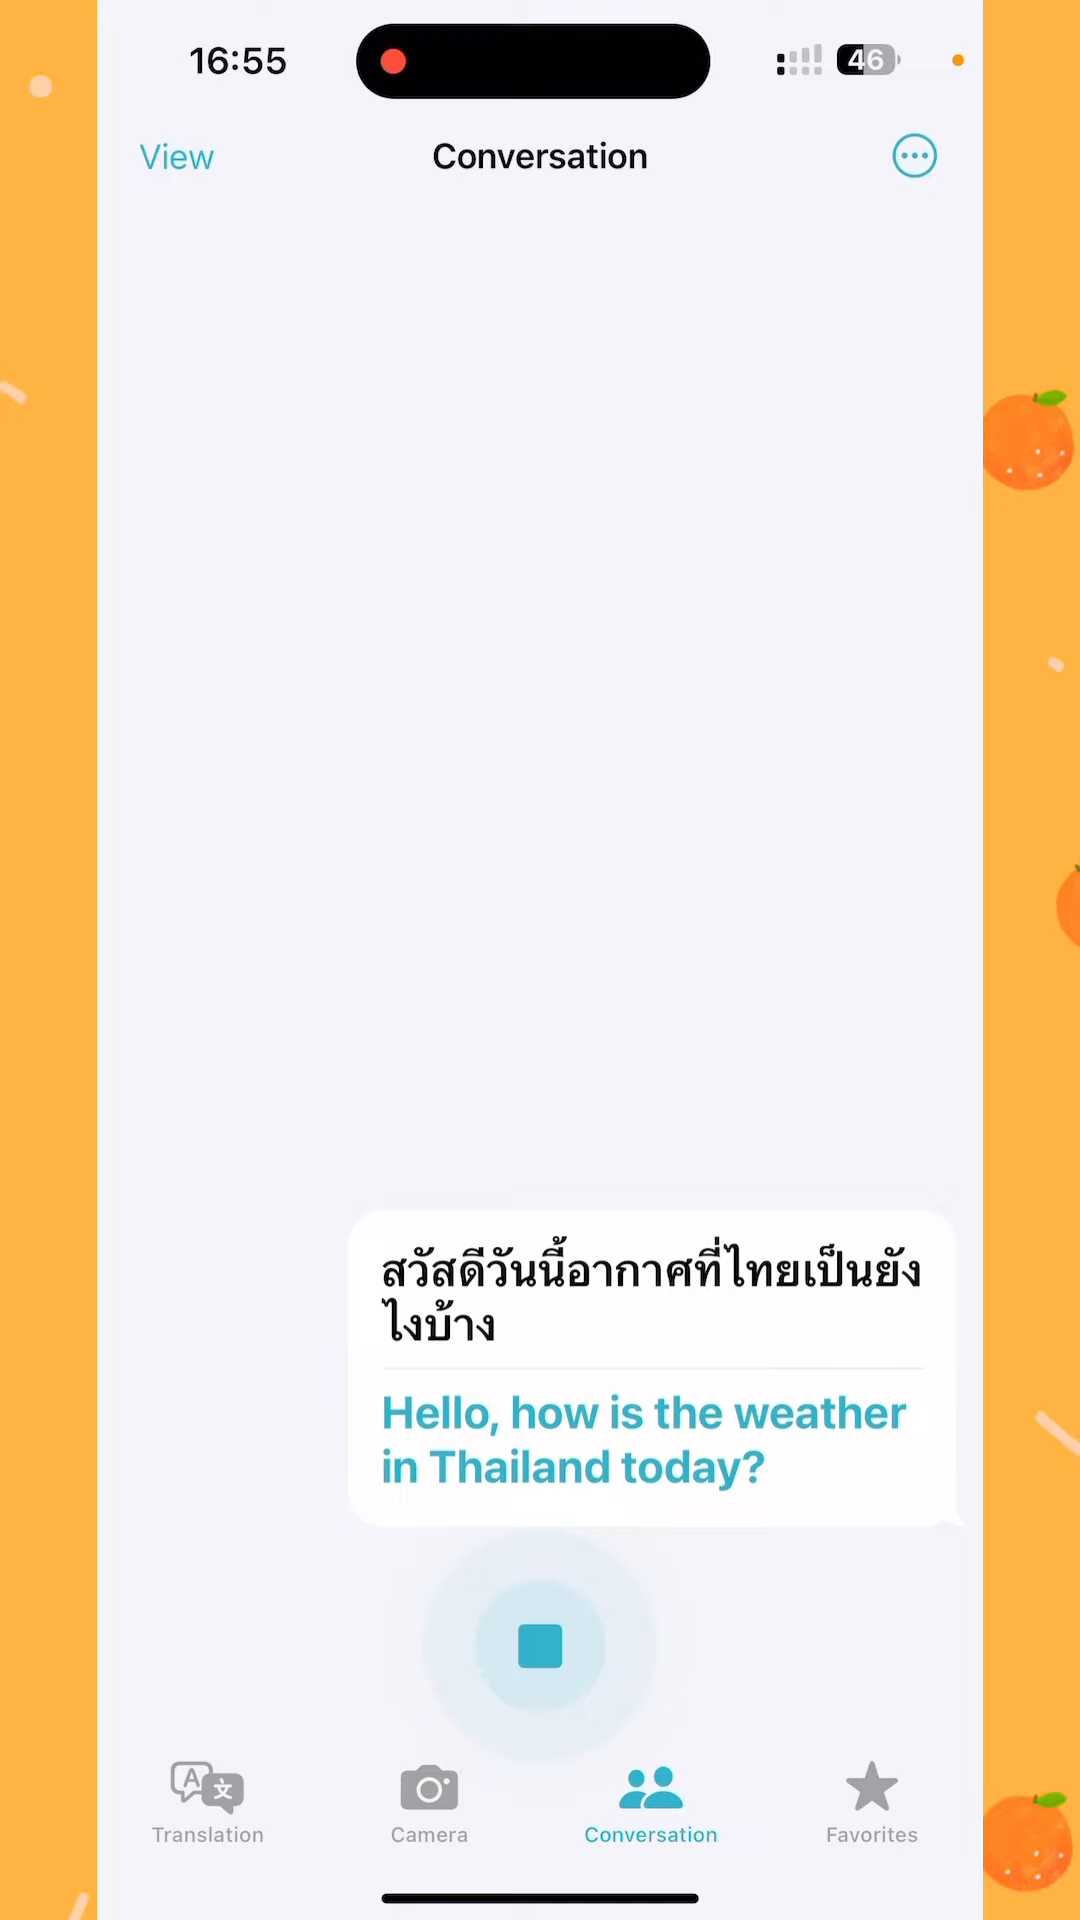 16:55
46
View
Conversation
สวัสดีวันนี้อากาศที่ไทยเป็นยัง
ไงบ้าง
Hello, how is the weather
in Thailand today?
A 文
Translation
Camera
Conversation
Favorites